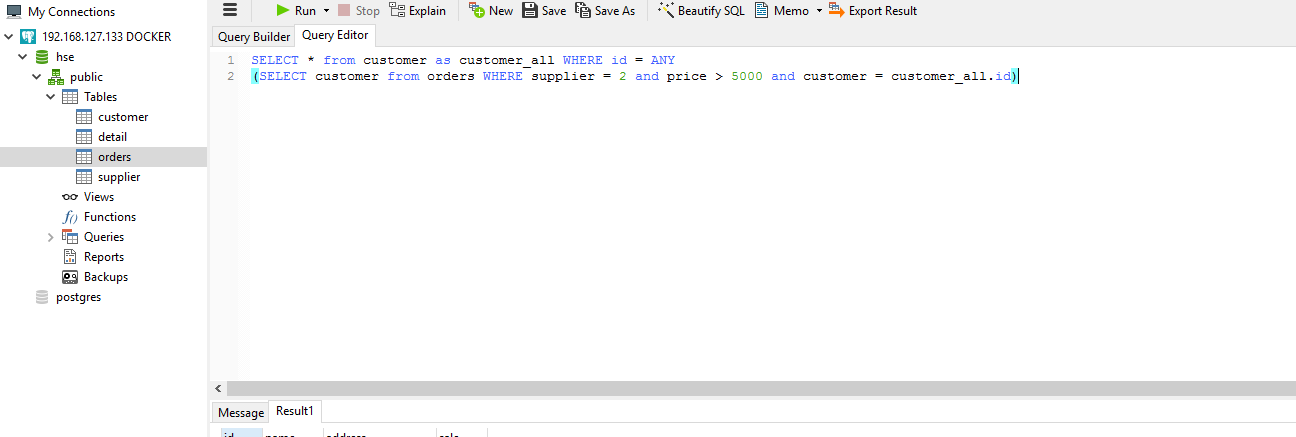 My Connections
192.168.127.133 DOCKER
hse
public
Tables
customer
detail
orders
supplier
Views
f() Functions
Queries
Reports
Backups
postgres
Run Stop Explain New Save Save As Beautify SQL Memo Export Result
Query Builder Query Editor
1 SELECT * from customer as customer_all WHERE id = ANY
2 (SELECT customer from orders WHERE supplier = 2 and price > 5000 and customer = customer_all.id)
Message Result1
id name address